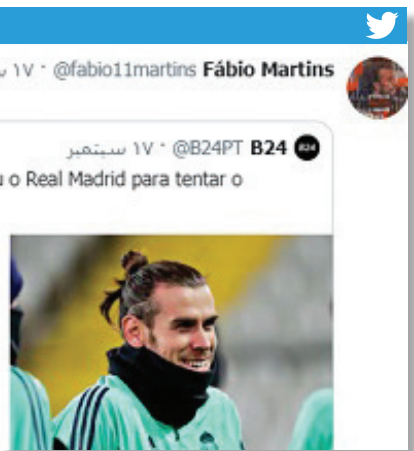 Fábio Martins @fabio11martins · ١٧
B24 @B24PT · ١٧ سبتمبر
o Real Madrid para tentar o